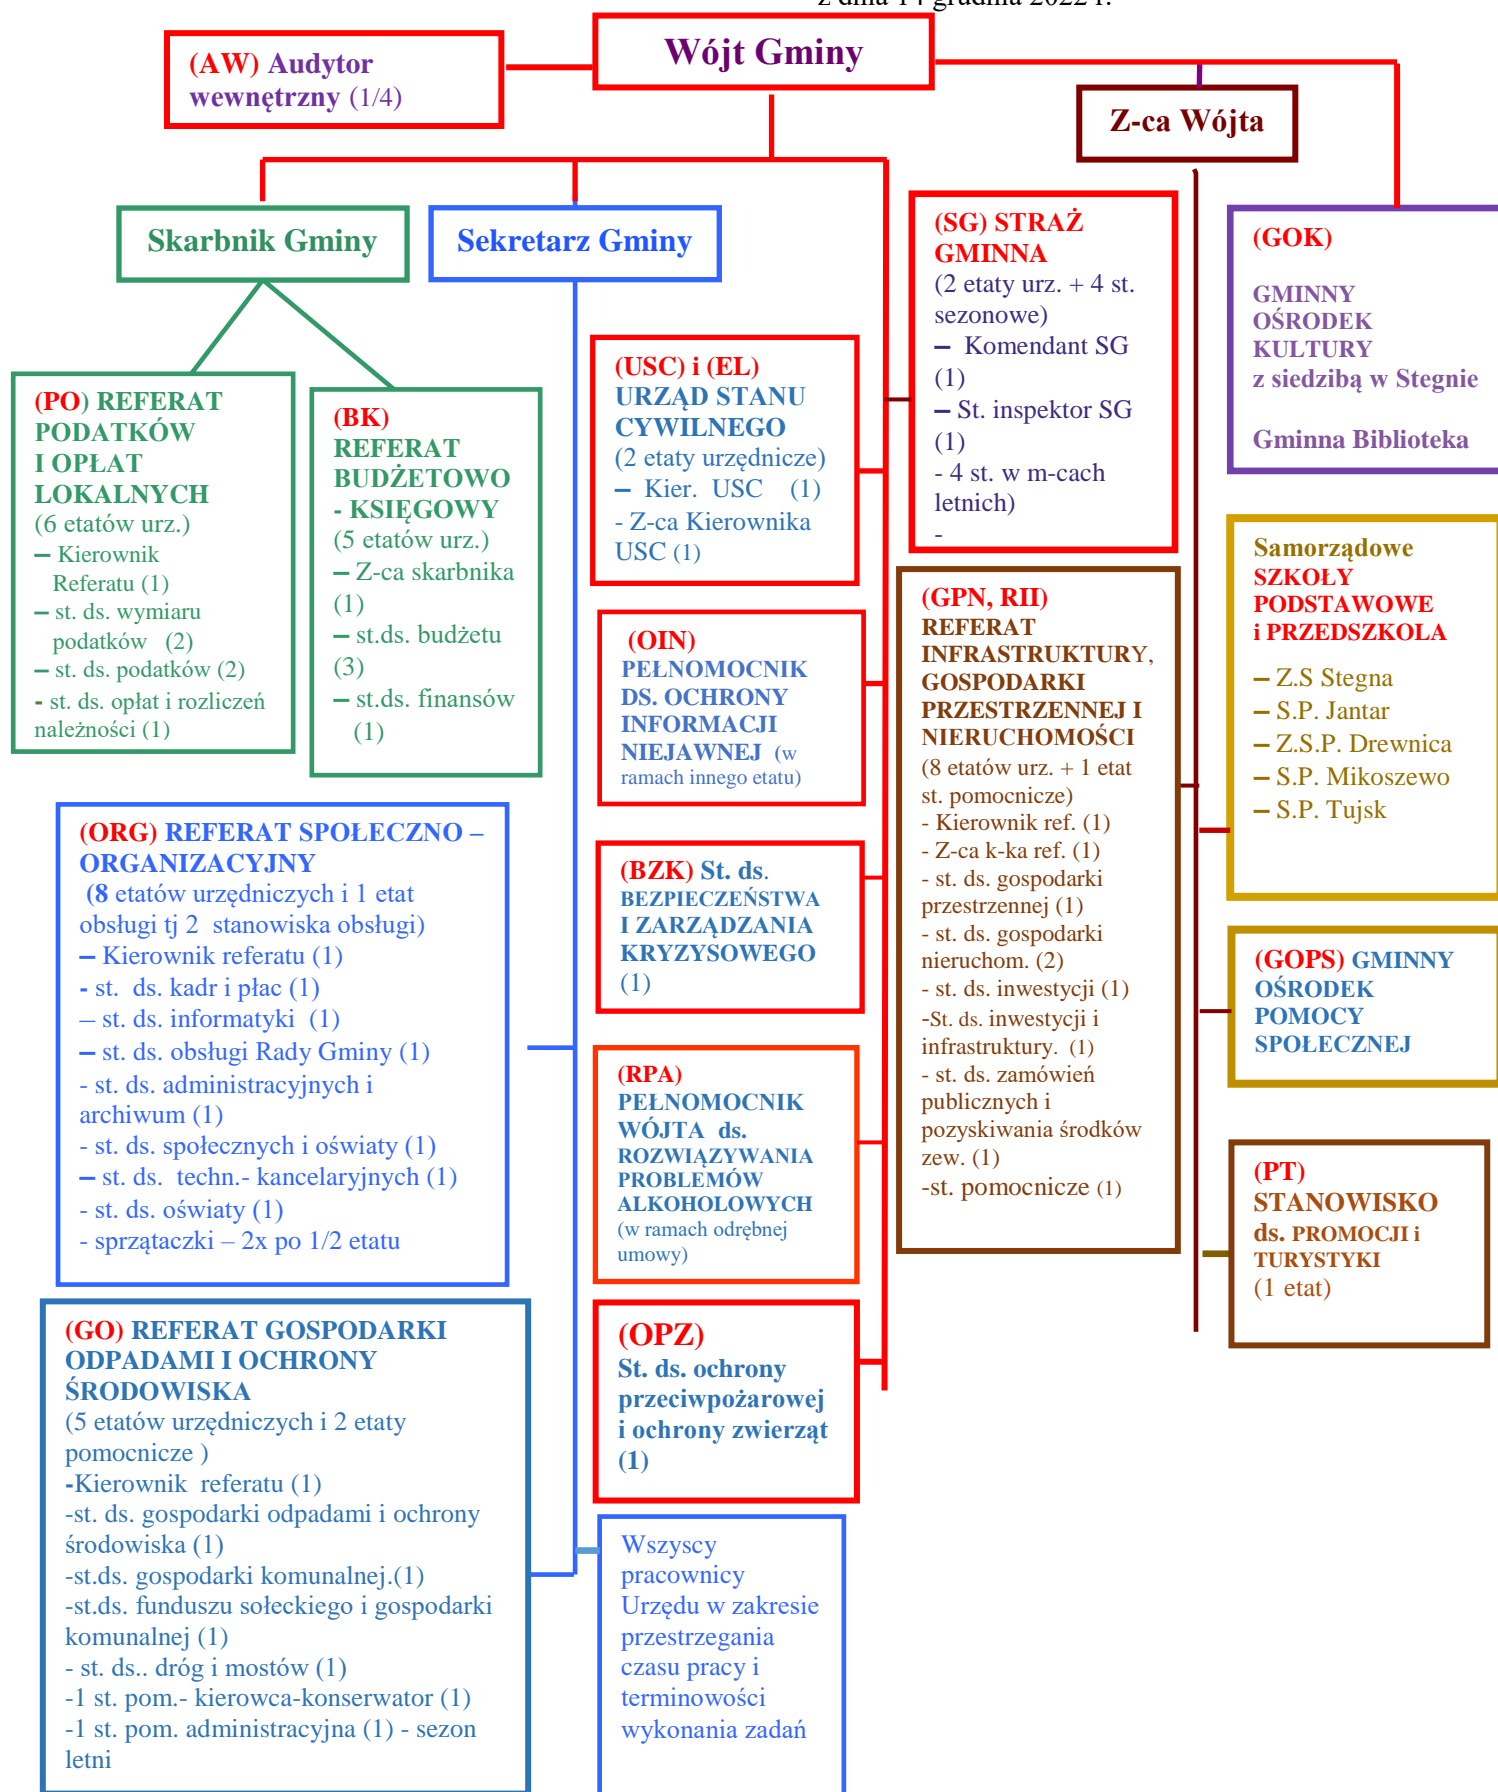 z dnia 14 grudnia 2022 r.
Wójt Gminy
(AW) Audytor
wewnętrzny (1/4)
Z-ca Wójta
Skarbnik Gminy
Sekretarz Gminy
(PO) REFERAT
PODATKÓW
I OPŁAT
LOKALNYCH
(6 etatów urz.)
– Kierownik
Referatu (1)
– st. ds. wymiaru
podatków (2)
– st. ds. podatków (2)
- st. ds. opłat i rozliczeń
należności (1)
(BK)
REFERAT
BUDŻETOWO
- KSIĘGOWY
(5 etatów urz.)
– Z-ca skarbnika
(1)
– st.ds. budżetu
(3)
– st.ds. finansów
(1)
(ORG) REFERAT SPOŁECZNO –
ORGANIZACYJNY
(8 etatów urzędniczych i 1 etat
obsługi tj 2 stanowiska obsługi)
– Kierownik referatu (1)
- st. ds. kadr i płac (1)
– st. ds. informatyki (1)
– st. ds. obsługi Rady Gminy (1)
- st. ds. administracyjnych i
archiwum (1)
- st. ds. społecznych i oświaty (1)
– st. ds. techn.- kancelaryjnych (1)
- st. ds. oświaty (1)
- sprzątaczki – 2x po 1/2 etatu
(GO) REFERAT GOSPODARKI
ODPADAMI I OCHRONY
ŚRODOWISKA
(5 etatów urzędniczych i 2 etaty
pomocnicze )
-Kierownik referatu (1)
-st. ds. gospodarki odpadami i ochrony
środowiska (1)
-st.ds. gospodarki komunalnej.(1)
-st.ds. funduszu sołeckiego i gospodarki
komunalnej (1)
- st. ds.. dróg i mostów (1)
-1 st. pom.- kierowca-konserwator (1)
-1 st. pom. administracyjna (1) - sezon
letni
(USC) i (EL)
URZĄD STANU
CYWILNEGO
(2 etaty urzędnicze)
– Kier. USC (1)
- Z-ca Kierownika
USC (1)
(OIN)
PEŁNOMOCNIK
DS. OCHRONY
INFORMACJI
NIEJAWNEJ (w
ramach innego etatu)
(BZK) St. ds.
BEZPIECZEŃSTWA
I ZARZĄDZANIA
KRYZYSOWEGO
(1)
(RPA)
PEŁNOMOCNIK
WÓJTA ds.
ROZWIĄZYWANIA
PROBLEMÓW
ALKOHOLOWYCH
(w ramach odrębnej
umowy)
(OPZ)
St. ds. ochrony
przeciwpożarowej
i ochrony zwierząt
(1)
Wszyscy
pracownicy
Urzędu w zakresie
przestrzegania
czasu pracy i
terminowości
wykonania zadań
(SG) STRAŻ
GMINNA
(2 etaty urz. + 4 st.
sezonowe)
– Komendant SG
(1)
– St. inspektor SG
(1)
- 4 st. w m-cach
letnich)
-
(GPN, RII)
REFERAT
INFRASTRUKTURY,
GOSPODARKI
PRZESTRZENNEJ I
NIERUCHOMOŚCI
(8 etatów urz. + 1 etat
st. pomocnicze)
- Kierownik ref. (1)
- Z-ca k-ka ref. (1)
- st. ds. gospodarki
przestrzennej (1)
- st. ds. gospodarki
nieruchom. (2)
- st. ds. inwestycji (1)
-St. ds. inwestycji i
infrastruktury. (1)
- st. ds. zamówień
publicznych i
pozyskiwania środków
zew. (1)
-st. pomocnicze (1)
(GOK)
GMINNY
OŚRODEK
KULTURY
z siedzibą w Stegnie
Gminna Biblioteka
Samorządowe
SZKOŁY
PODSTAWOWE
i PRZEDSZKOLA
– Z.S Stegna
– S.P. Jantar
– Z.S.P. Drewnica
– S.P. Mikoszewo
– S.P. Tujsk
(GOPS) GMINNY
OŚRODEK
POMOCY
SPOŁECZNEJ
(PT)
STANOWISKO
ds. PROMOCJI i
TURYSTYKI
(1 etat)